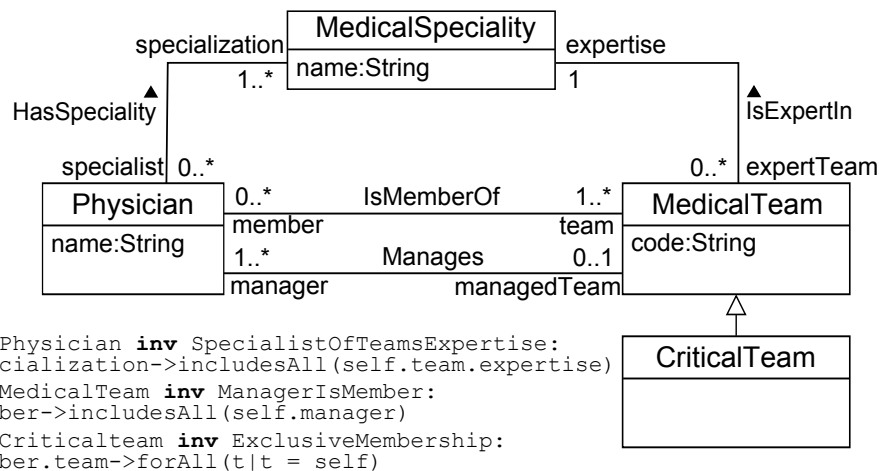 MedicalSpeciality
specialization
expertise
name:String
1..*
1
HasSpeciality
IsExpertIn
specialist
0..*
0..*
expertTeam
Physician
0..*
IsMemberOf
1..*
MedicalTeam
member
team
name:String
code:String
1..*
Manages
0..1
manager
managedTeam
Physician inv SpecialistOfTeamsExpertise:
cialization->includesAll(self.team.expertise)
CriticalTeam
MedicalTeam inv ManagerIsMember:
ber->includesAll(self.manager)
Criticalteam inv ExclusiveMembership:
ber.team->forAll(t|t = self)